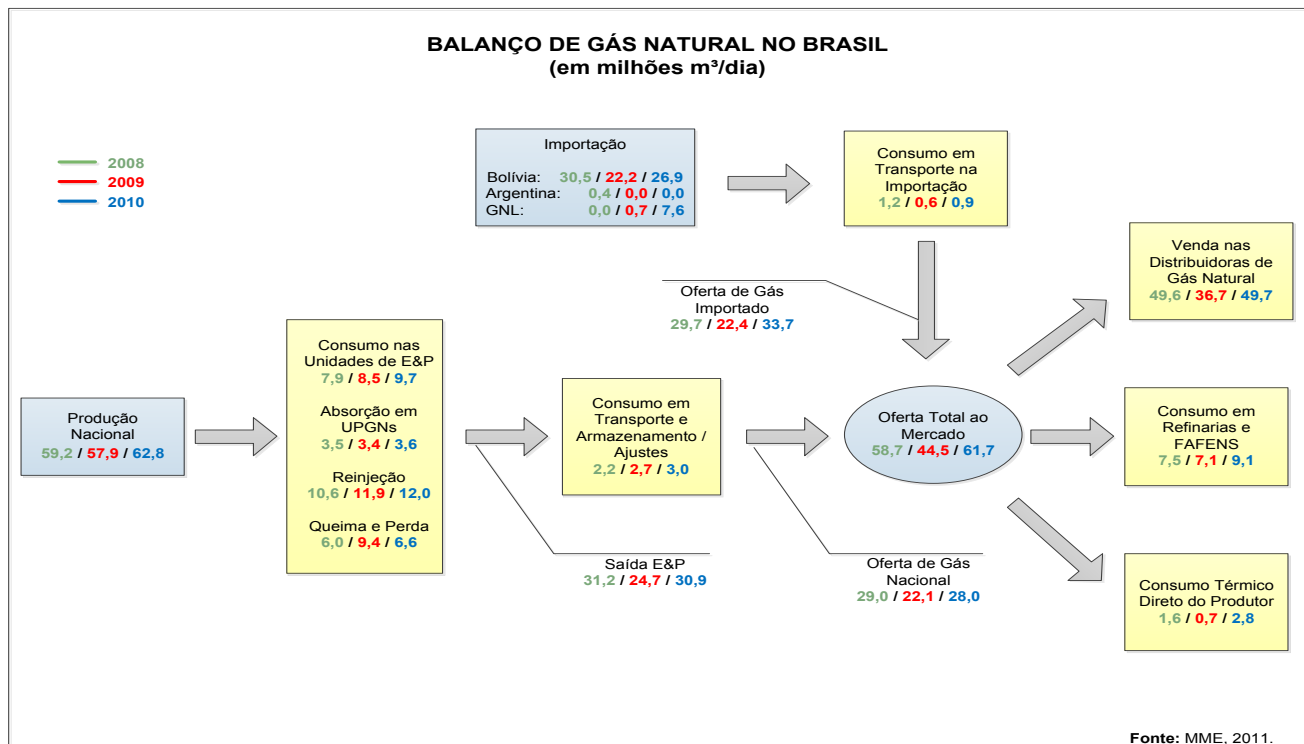 BALANÇO DE GÁS NATURAL NO BRASIL
(em milhões m³/dia)
2008
2009
2010
Importação
Bolívia: 30,5 / 22,2 / 26,9
Argentina: 0,4 / 0,0 / 0,0
GNL: 0,0 / 0,7 / 7,6
Consumo em
Transporte na
Importação
1,2 / 0,6 / 0,9
Oferta de Gás
Importado
29,7 / 22,4 / 33,7
Produção
Nacional
59,2 / 57,9 / 62,8
Consumo nas
Unidades de E&P
7,9 / 8,5 / 9,7
Absorção em
UPGNs
3,5 / 3,4 / 3,6
Reinjeção
10,6 / 11,9 / 12,0
Queima e Perda
6,0 / 9,4 / 6,6
Saída E&P
31,2 / 24,7 / 30,9
Consumo em
Transporte e
Armazenamento /
Ajustes
2,2 / 2,7 / 3,0
Oferta de Gás
Nacional
29,0 / 22,1 / 28,0
Oferta Total ao
Mercado
58,7 / 44,5 / 61,7
Venda nas
Distribuidoras de
Gás Natural
49,6 / 36,7 / 49,7
Consumo em
Refinarias e
FAFENS
7,5 / 7,1 / 9,1
Consumo Térmico
Direto do Produtor
1,6 / 0,7 / 2,8
Fonte: MME, 2011.